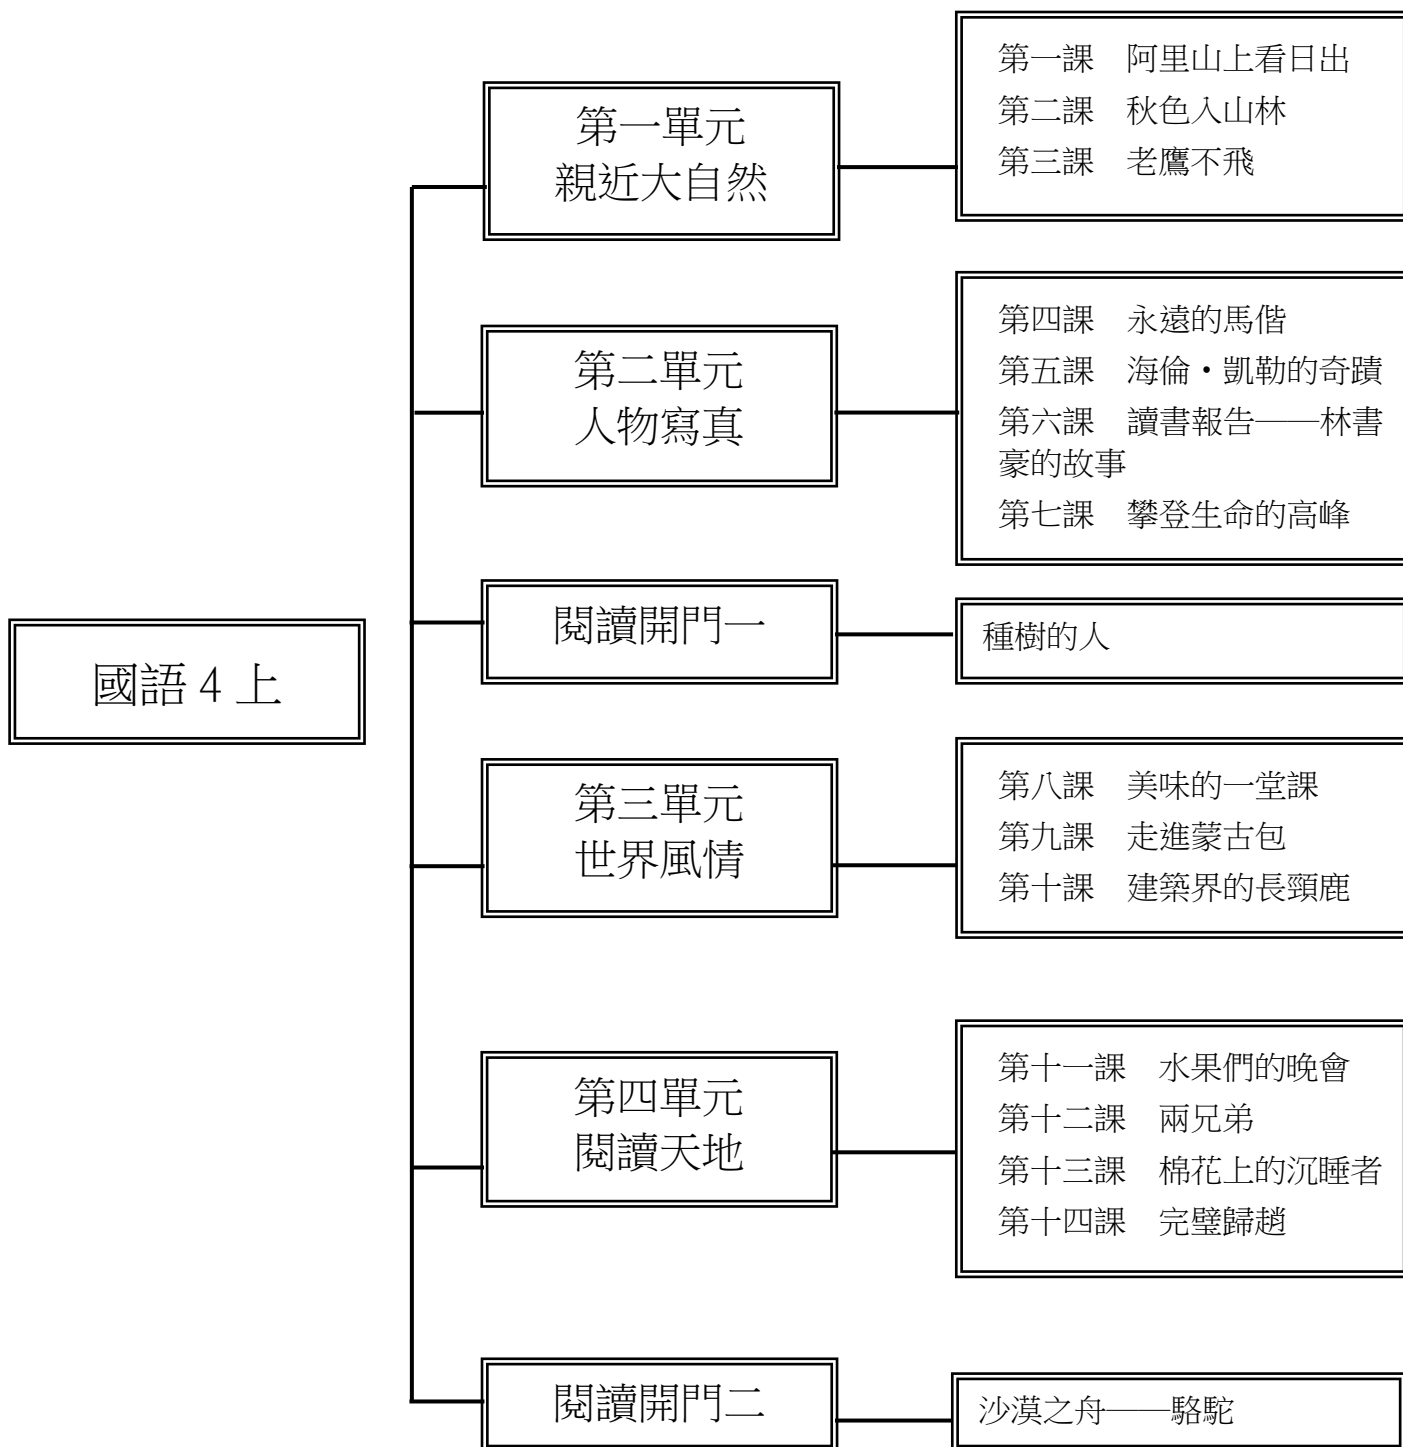 國語 4 上
第一單元
親近大自然
第一課　阿里山上看日出
第二課　秋色入山林
第三課　老鷹不飛
第二單元
人物寫真
第四課　永遠的馬偕
第五課　海倫・凱勒的奇蹟
第六課　讀書報告——林書
豪的故事
第七課　攀登生命的高峰
閱讀開門一
種樹的人
第三單元
世界風情
第八課　美味的一堂課
第九課　走進蒙古包
第十課　建築界的長頸鹿
第四單元
閱讀天地
第十一課　水果們的晚會
第十二課　兩兄弟
第十三課　棉花上的沉睡者
第十四課　完璧歸趙
閱讀開門二
沙漠之舟——駱駝